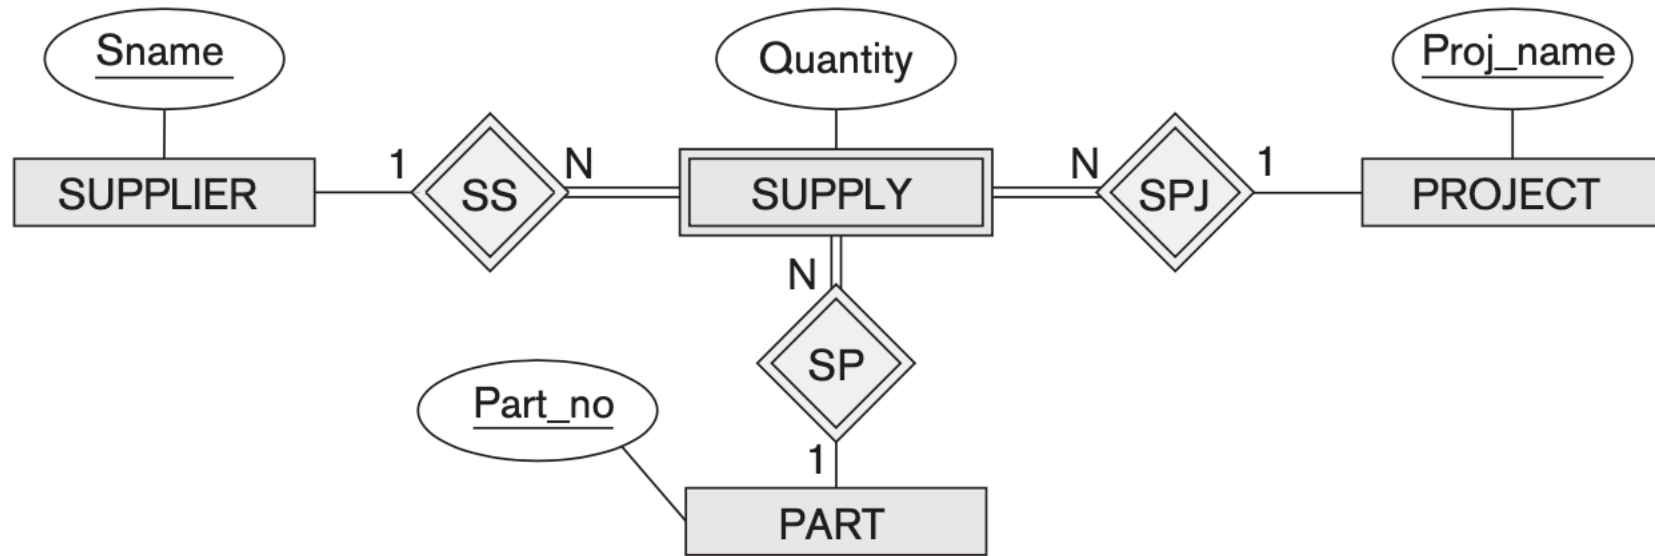 Sname
Quantity
Proj_name
1
N
N
1
SUPPLIER
SS
SUPPLY
SPJ
PROJECT
N
SP
Part_no
1
PART